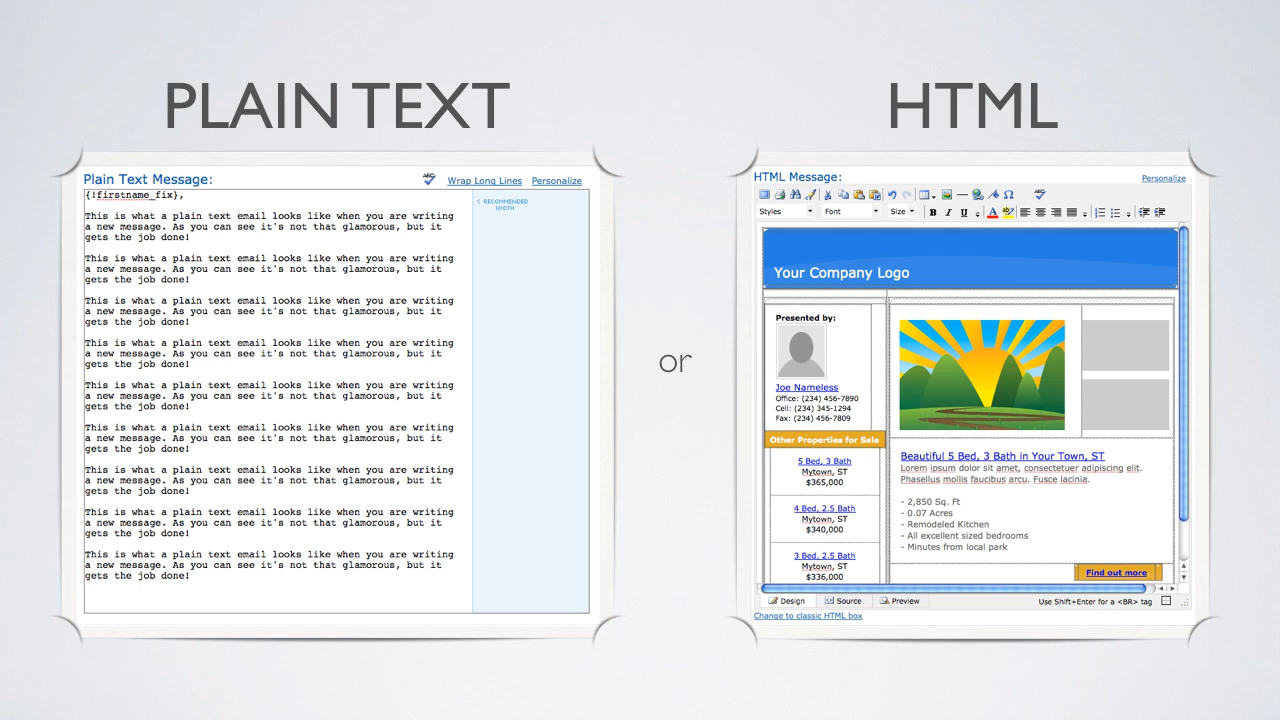 PLAIN TEXT
Plain Text Message:
ABC
Wrap Long Lines
Personalize
{!firstname_fix},
< RECOMMENDED
WIDTH
This is what a plain text email looks like when you are writing
a new message. As you can see it's not that glamorous, but it
gets the job done!
This is what a plain text email looks like when you are writing
a new message. As you can see it's not that glamorous, but it
gets the job done!
This is what a plain text email looks like when you are writing
a new message. As you can see it's not that glamorous, but it
gets the job done!
This is what a plain text email looks like when you are writing
a new message. As you can see it's not that glamorous, but it
gets the job done!
This is what a plain text email looks like when you are writing
a new message. As you can see it's not that glamorous, but it
gets the job done!
This is what a plain text email looks like when you are writing
a new message. As you can see it's not that glamorous, but it
gets the job done!
This is what a plain text email looks like when you are writing
a new message. As you can see it's not that glamorous, but it
gets the job done!
This is what a plain text email looks like when you are writing
a new message. As you can see it's not that glamorous, but it
gets the job done!
This is what a plain text email looks like when you are writing
a new message. As you can see it's not that glamorous, but it
gets the job done!
or
HTML
HTML Message:
Personalize
ABC
Styles Font Size B I U A ab
Your Company Logo
Presented by:
Joe Nameless
Office: (234) 456-7890
Cell: (234) 345-1294
Fax: (234) 456-7809
Other Properties for Sale
5 Bed, 3 Bath
Mytown, ST
$365,000
4 Bed, 2.5 Bath
Mytown, ST
$340,000
3 Bed, 2.5 Bath
Mytown, ST
$336,000
Beautiful 5 Bed, 3 Bath in Your Town, ST
Lorem ipsum dolor sit amet, consectetuer adipiscing elit.
Phasellus mollis faucibus arcu. Fusce lacinia.
- 2,850 Sq. Ft
- 0.07 Acres
- Remodeled Kitchen
- All excellent sized bedrooms
- Minutes from local park
Find out more
Design Source Preview
Use Shift+Enter for a <BR> tag
Change to classic HTML box